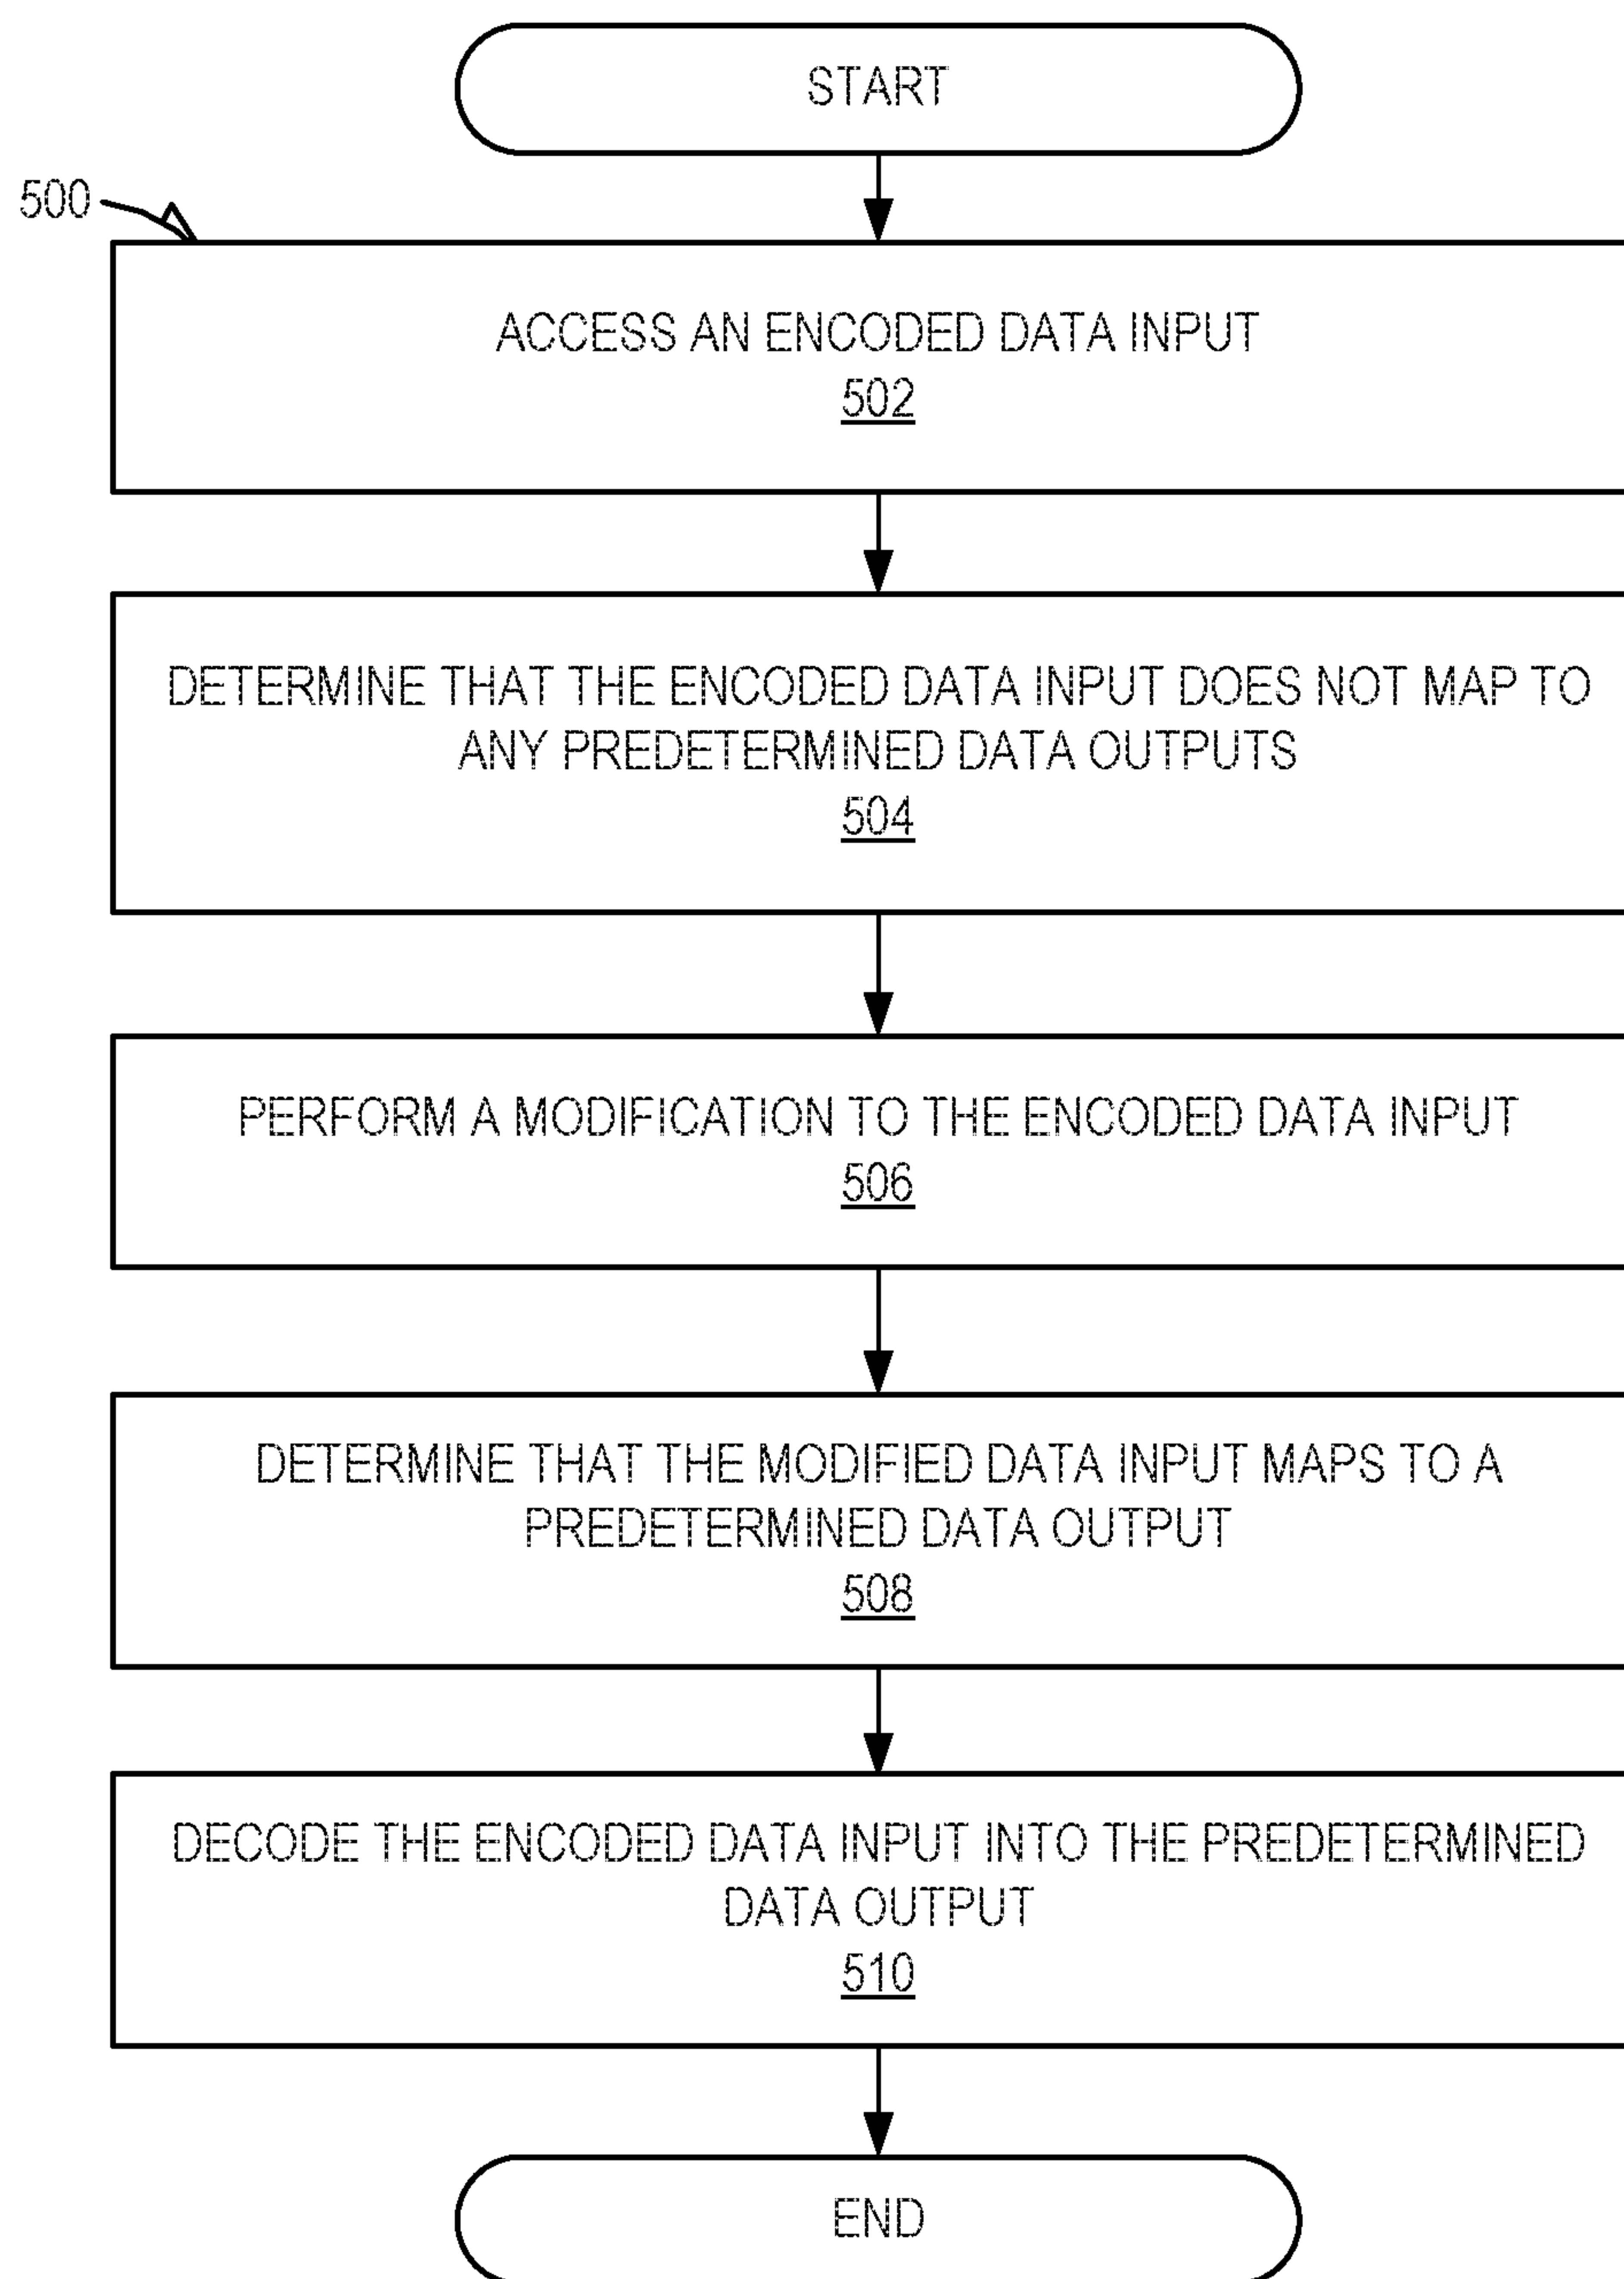 START
500
ACCESS AN ENCODED DATA INPUT
502
DETERMINE THAT THE ENCODED DATA INPUT DOES NOT MAP TO
ANY PREDETERMINED DATA OUTPUTS
504
PERFORM A MODIFICATION TO THE ENCODED DATA INPUT
506
DETERMINE THAT THE MODIFIED DATA INPUT MAPS TO A
PREDETERMINED DATA OUTPUT
508
DECODE THE ENCODED DATA INPUT INTO THE PREDETERMINED
DATA OUTPUT
510
END